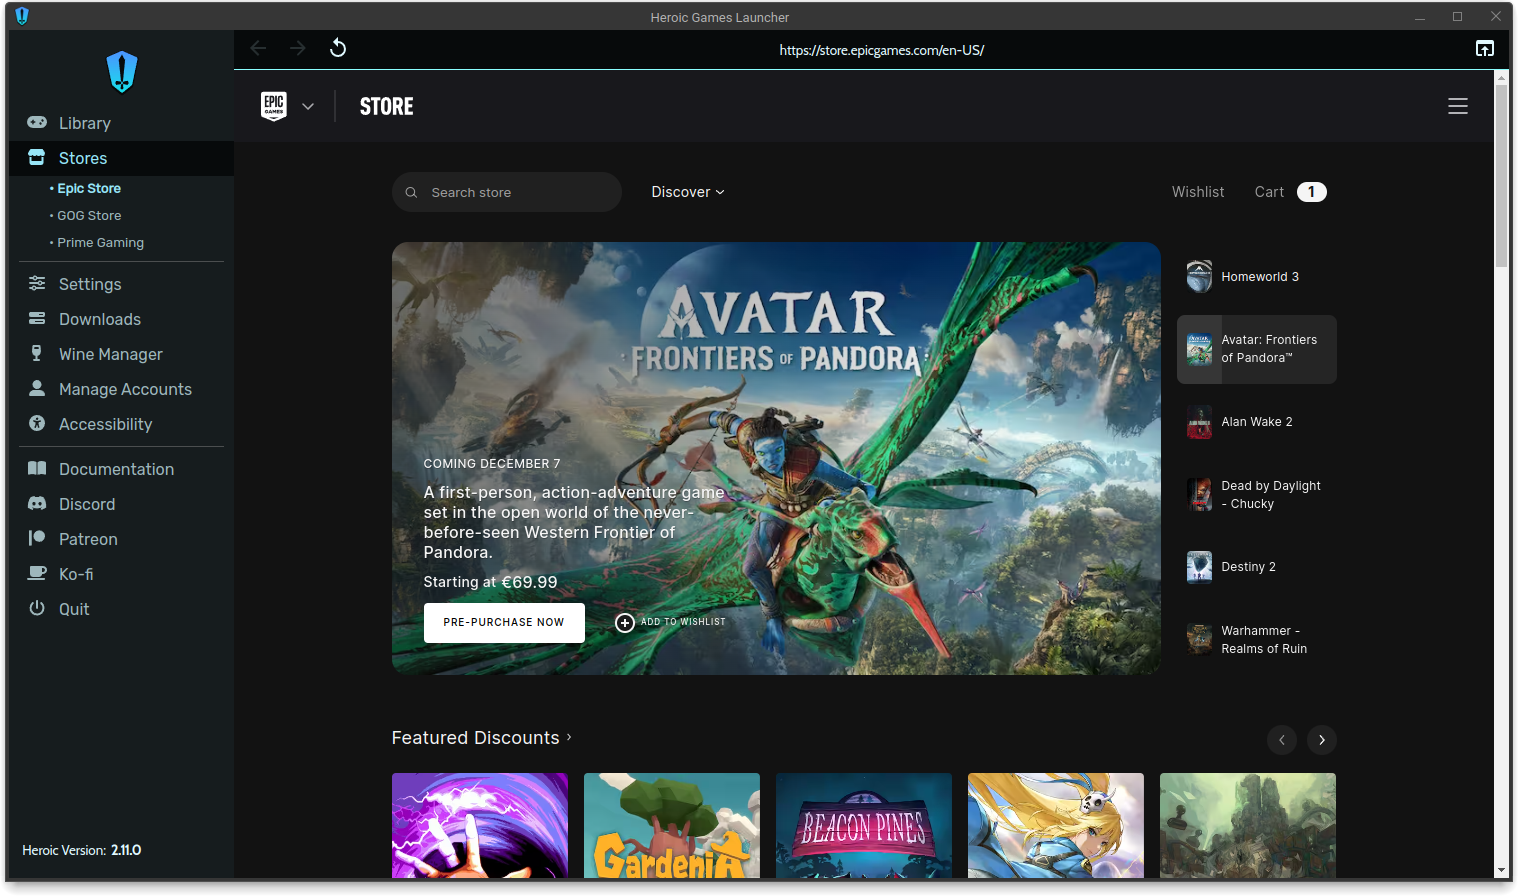 Heroic Games Launcher
https://store.epicgames.com/en-US/
Library
Stores
• Epic Store
• GOG Store
• Prime Gaming
Settings
Downloads
Wine Manager
Manage Accounts
Accessibility
Documentation
Discord
Patreon
Ko-fi
Quit
Heroic Version: 2.11.0
EPIC
GAMES
STORE
Search store
Discover
Wishlist
Cart
1
AVATAR
FRONTIERS OF PANDORA
COMING DECEMBER 7
A first-person, action-adventure game
set in the open world of the never-
before-seen Western Frontier of
Pandora.
Starting at €69.99
PRE-PURCHASE NOW
ADD TO WISHLIST
Homeworld 3
Avatar: Frontiers
of Pandora™
Alan Wake 2
Dead by Daylight
- Chucky
Destiny 2
Warhammer -
Realms of Ruin
Featured Discounts
Gardenia
BEACON PINES